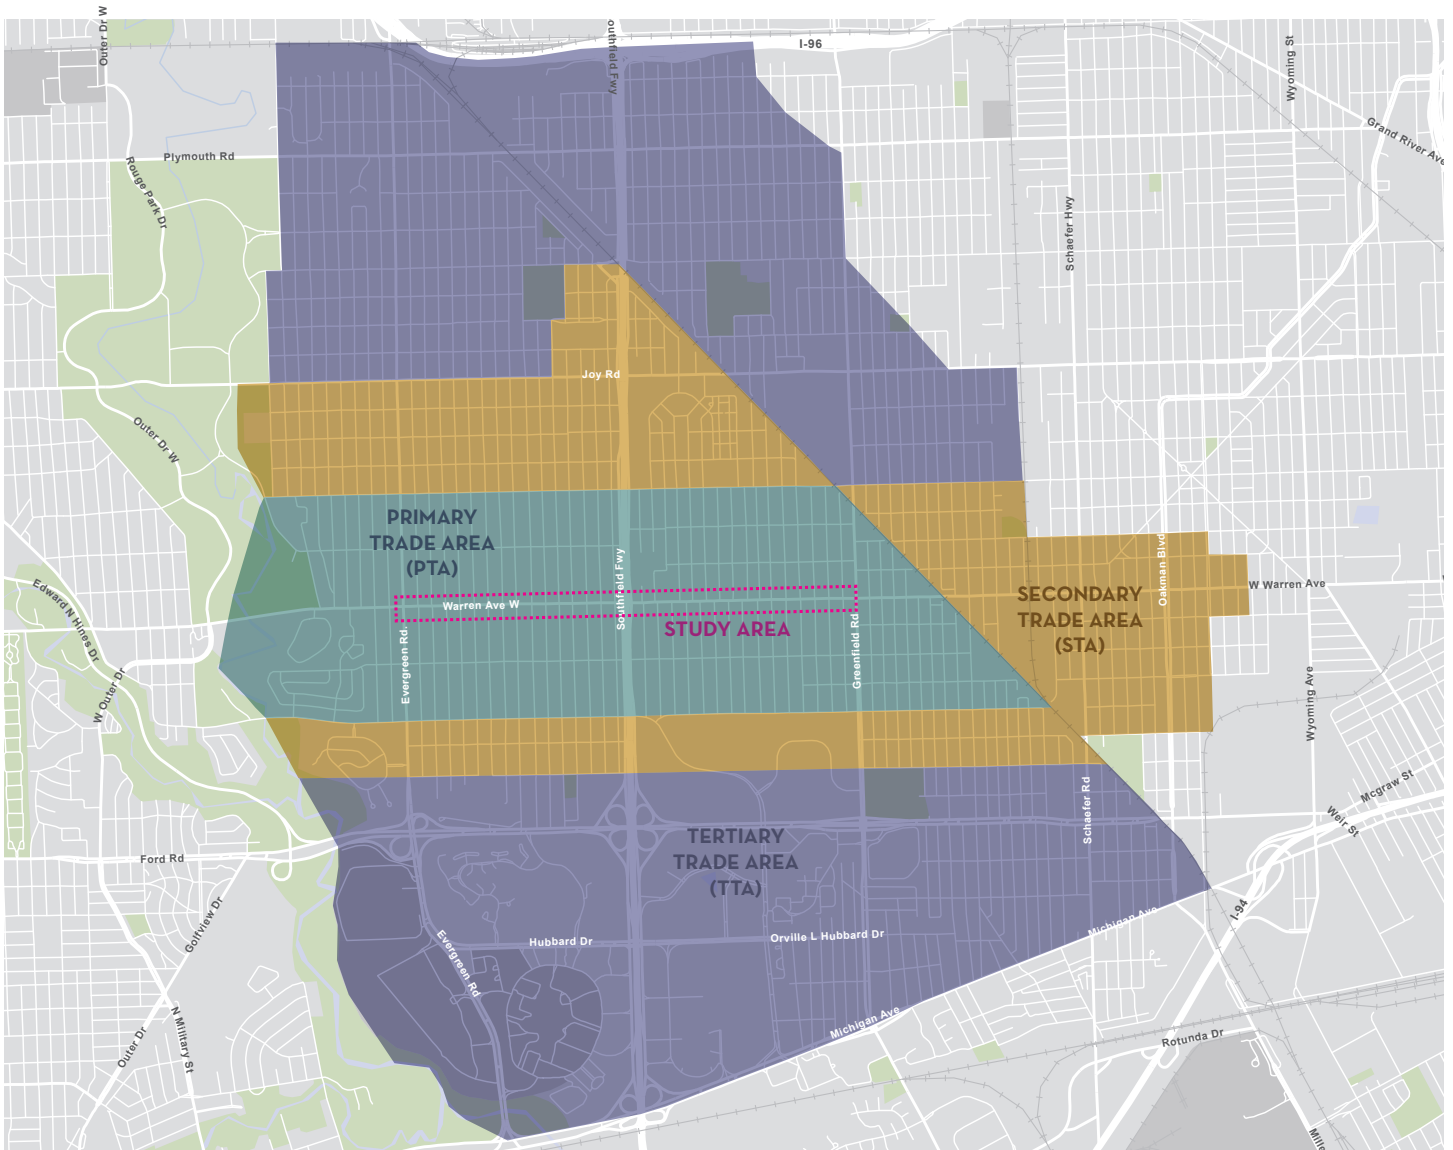 Outer Dr W
outhfield Fwy
I-96
Wyoming St
Grand River Ave
Plymouth Rd
Rouge Park Dr
Schaefer Hwy
Joy Rd
Outer Dr W
PRIMARY
TRADE AREA
(PTA)
Southfield Fwy
Oakman Blvd
W Warren Ave
Edward N Hines Dr
Warren Ave W
STUDY AREA
SECONDARY
TRADE AREA
(STA)
Evergreen Rd.
Greenfield Rd
W Outer Dr
Wyoming Ave
Mcgraw St
Weir St
Schaefer Rd
Ford Rd
TERTIARY
TRADE AREA
(TTA)
I-94
Golfview Dr
Michigan Ave
Hubbard Dr
Orville L Hubbard Dr
Evergreen Rd
Michigan Ave
N Military St
Outer Dr
Rotunda Dr
Mille